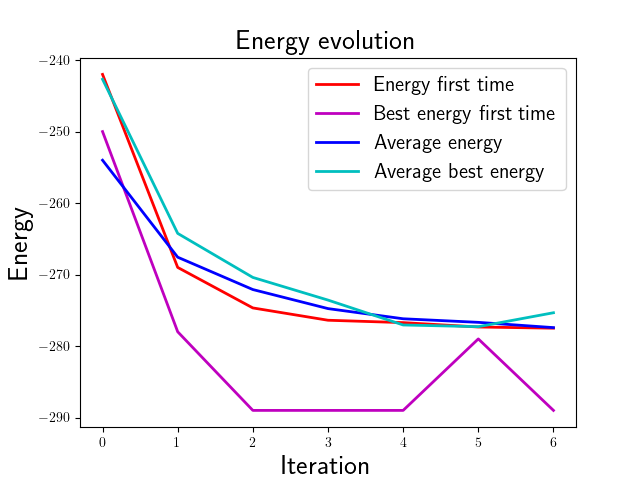 Energy evolution
−240
−250
−260
−270
−280
−290
Energy
Energy first time
Best energy first time
Average energy
Average best energy
0 1 2 3 4 5 6
Iteration